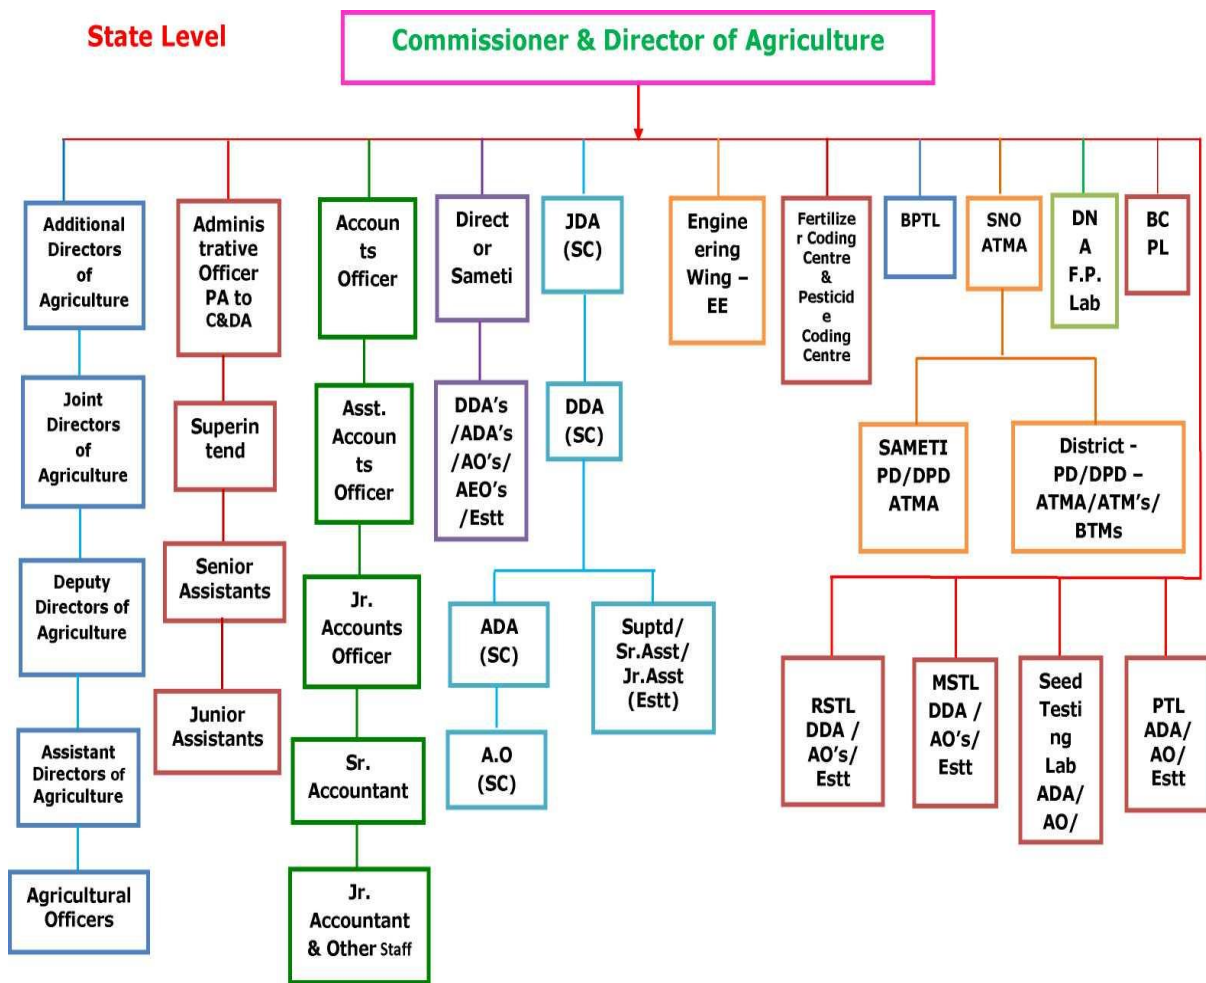 State Level
Commissioner & Director of Agriculture
Additional
Directors
of
Agriculture
Adminis
trative
Officer
PA to
C&DA
Accoun
ts
Officer
Direct
or
Sameti
JDA
(SC)
Engine
ering
Wing –
EE
Fertilize
r Coding
Centre
&
Pesticid
e
Coding
Centre
BPTL
SNO
ATMA
DN
A
F.P.
Lab
BC
PL
Joint
Directors
of
Agriculture
Superin
tend
Asst.
Accoun
ts
Officer
DDA's
/ADA's
/AO's/
AEO's
/Estt
DDA
(SC)
SAMETI
PD/DPD
ATMA
District -
PD/DPD –
ATMA/ATM's/
BTMs
Deputy
Directors of
Agriculture
Senior
Assistants
Jr.
Accounts
Officer
ADA
(SC)
Suptd/
Sr.Asst/
Jr.Asst
(Estt)
RSTL
DDA /
AO's/
Estt
MSTL
DDA /
AO's/
Estt
Seed
Testi
ng
Lab
ADA/
AO/
PTL
ADA/
AO/
Estt
Assistant
Directors of
Agriculture
Junior
Assistants
Sr.
Accountant
A.O
(SC)
Agricultural
Officers
Jr.
Accountant
& Other Staff